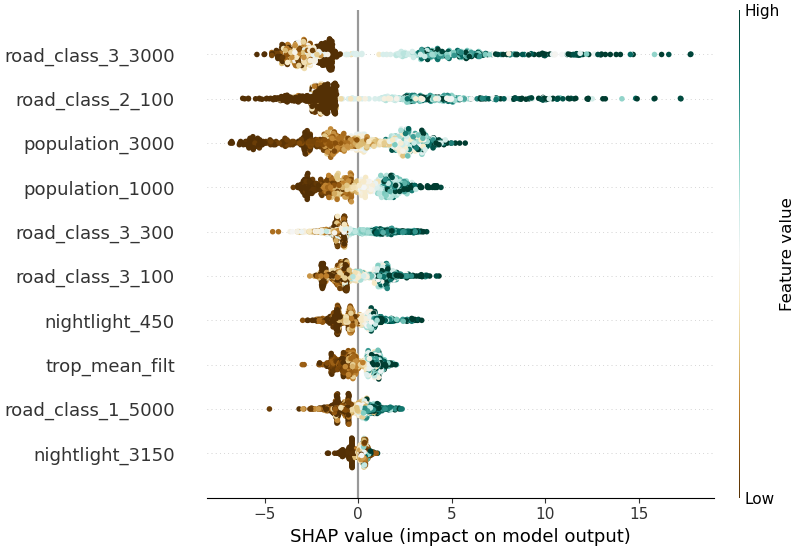 High
road_class_3_3000
road_class_2_100
population_3000
population_1000
road_class_3_300
road_class_3_100
nightlight_450
trop_mean_filt
road_class_1_5000
nightlight_3150
Feature value
Low
−5 0 5 10 15
SHAP value (impact on model output)